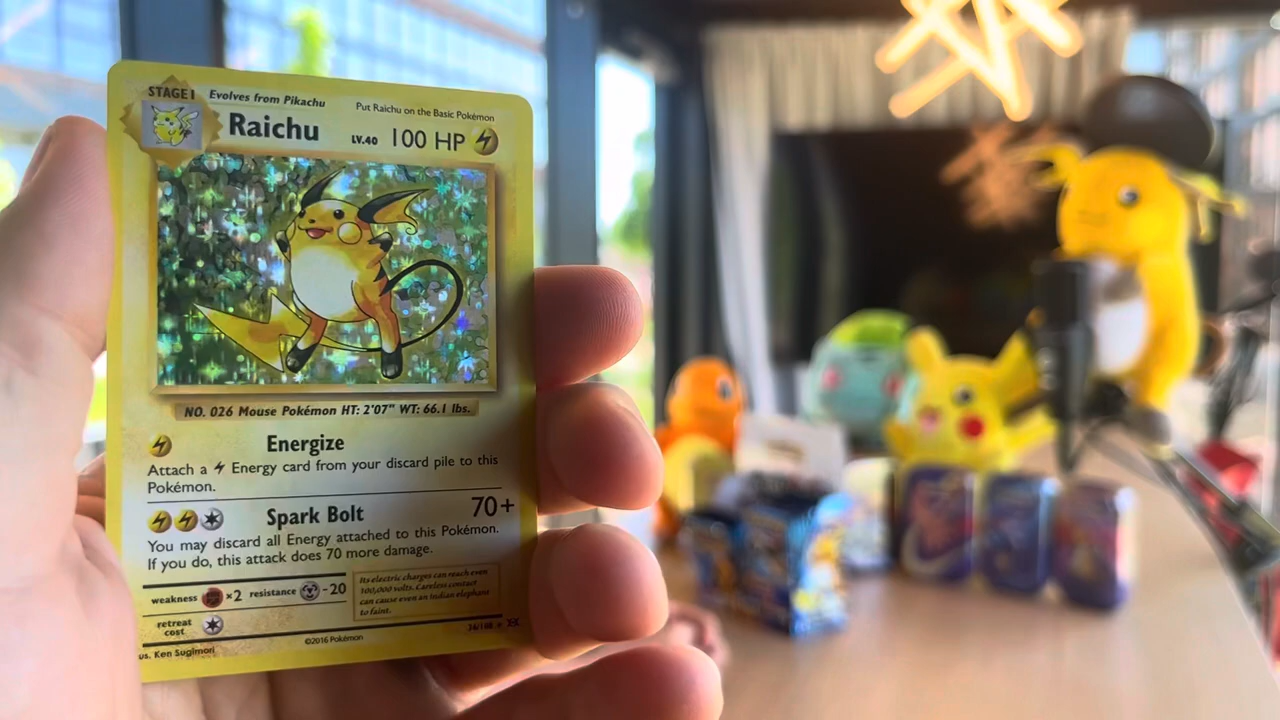 STAGE 1 Evolves from Pikachu Put Raichu on the Basic Pokémon
Raichu LV.40 100 HP
NO. 026 Mouse Pokémon HT: 2'07" WT: 66.1 lbs.
Energize
Attach a Energy card from your discard pile to this
Pokémon.
Spark Bolt 70+
You may discard all Energy attached to this Pokémon.
If you do, this attack does 70 more damage.
weakness ×2 resistance -20
Its electric charges can reach even
100,000 volts. Careless contact
can cause even an Indian elephant
to faint.
retreat
cost
us. Ken Sugimori ©2016 Pokémon 36/108